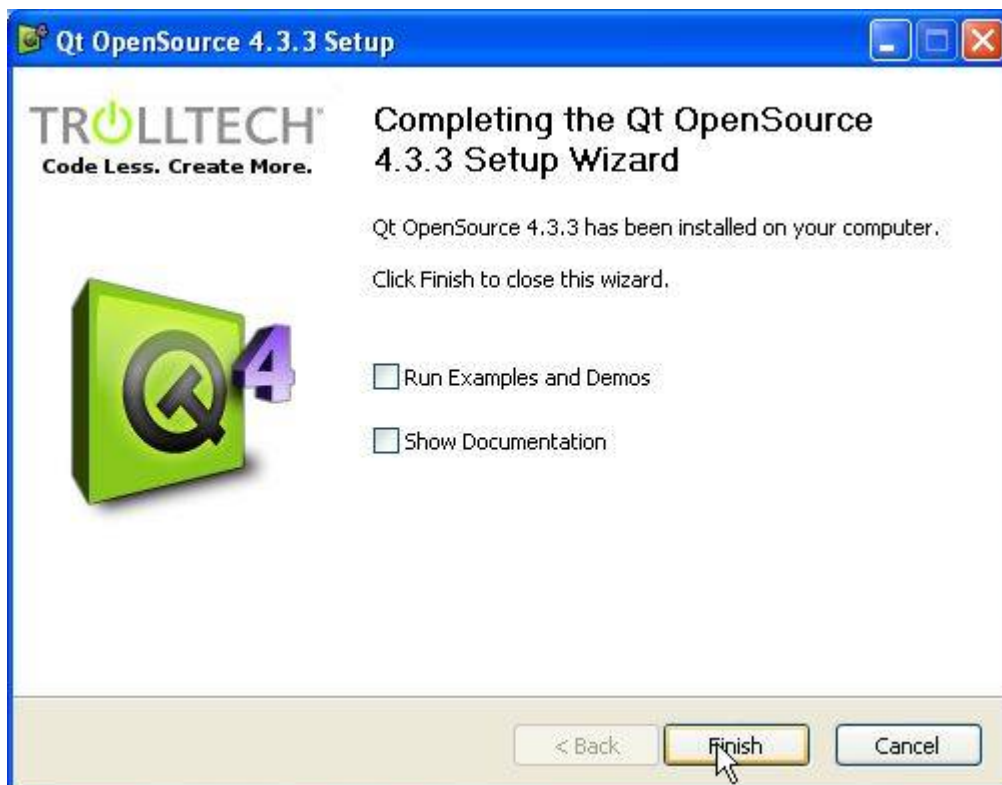 Qt OpenSource 4.3.3 Setup
TROLLTECH®
Code Less. Create More.
Completing the Qt OpenSource
4.3.3 Setup Wizard
Qt OpenSource 4.3.3 has been installed on your computer.
Click Finish to close this wizard.
4
Run Examples and Demos
Show Documentation
< Back
Finish
Cancel